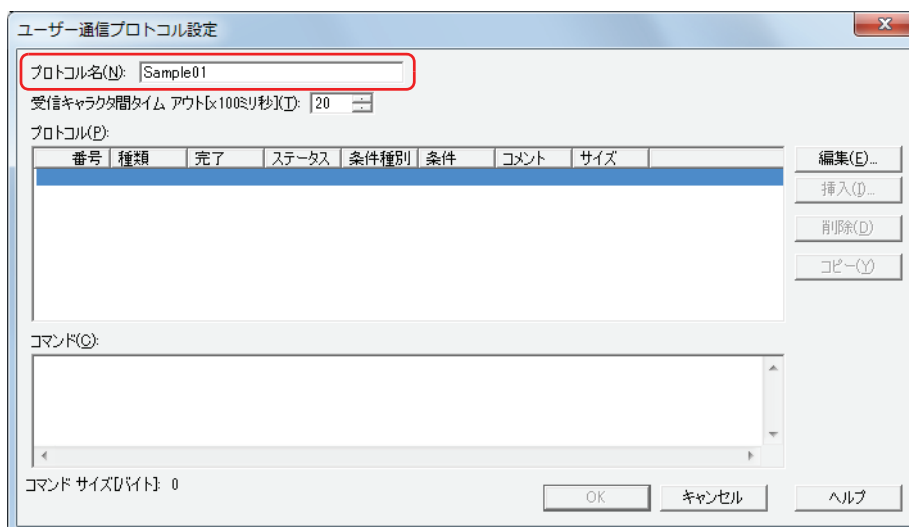 ユーザー通信プロトコル設定
プロトコル名(N): Sample01
受信キャラクタ間タイム アウト[x100ミリ秒](T): 20
プロトコル(P):
番号 種類 完了 ステータス 条件種別 条件 コメント サイズ
編集(E)...
挿入(I)...
削除(D)
コピー(Y)
コマンド(C):
コマンド サイズ[バイト]: 0
OK キャンセル ヘルプ